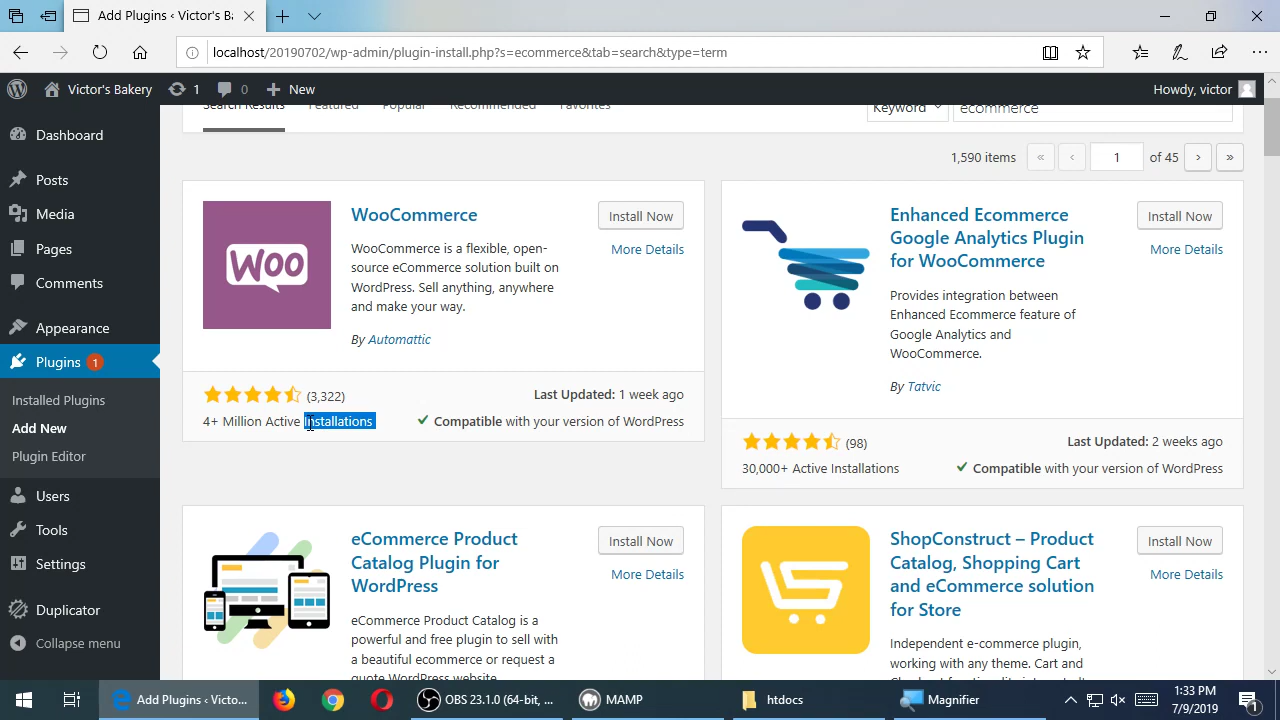 Add Plugins ‹ Victor's Ba
localhost/20190702/wp-admin/plugin-install.php?s=ecommerce&tab=search&type=term
Victor's Bakery
1
0
New
Howdy, victor
Dashboard
Posts
Media
Pages
Comments
Appearance
Plugins 1
Installed Plugins
Add New
Plugin Editor
Users
Tools
Settings
Duplicator
Collapse menu
Search Results Featured Popular Recommended Favorites
Keyword
ecommerce
1,590 items « ‹ 1 of 45 › »
WooCommerce
Install Now
More Details
WooCommerce is a flexible, open-
source eCommerce solution built on
WordPress. Sell anything, anywhere
and make your way.
By Automattic
WOO
(3,322)
Last Updated: 1 week ago
4+ Million Active Installations
Compatible with your version of WordPress
Enhanced Ecommerce
Google Analytics Plugin
for WooCommerce
Install Now
More Details
Provides integration between
Enhanced Ecommerce feature of
Google Analytics and
WooCommerce.
By Tatvic
(98)
Last Updated: 2 weeks ago
30,000+ Active Installations
Compatible with your version of WordPress
eCommerce Product
Catalog Plugin for
WordPress
Install Now
More Details
eCommerce Product Catalog is a
powerful and free plugin to sell with
a beautiful ecommerce or request a
quote WordPress website.
ShopConstruct – Product
Catalog, Shopping Cart
and eCommerce solution
for Store
Install Now
More Details
Independent e-commerce plugin,
working with any theme. Cart and
Add Plugins ‹ Victo...
OBS 23.1.0 (64-bit, ...
MAMP
htdocs
Magnifier
1:33 PM
7/9/2019
1